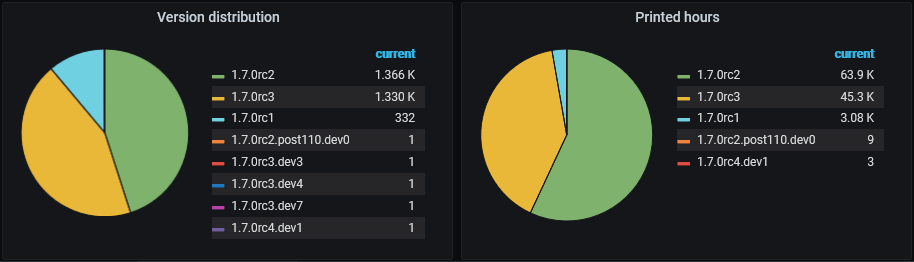 Version distribution
current
1.7.0rc2 1.366 K
1.7.0rc3 1.330 K
1.7.0rc1 332
1.7.0rc2.post110.dev0 1
1.7.0rc3.dev3 1
1.7.0rc3.dev4 1
1.7.0rc3.dev7 1
1.7.0rc4.dev1 1
Printed hours
current
1.7.0rc2 63.9 K
1.7.0rc3 45.3 K
1.7.0rc1 3.08 K
1.7.0rc2.post110.dev0 9
1.7.0rc4.dev1 3